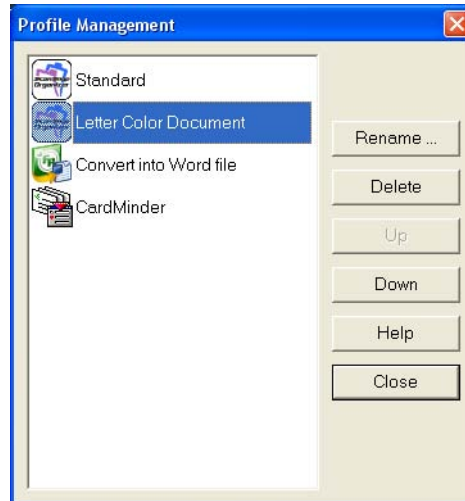 Profile Management
Standard
Letter Color Document
Convert into Word file
CardMinder
Rename ...
Delete
Up
Down
Help
Close